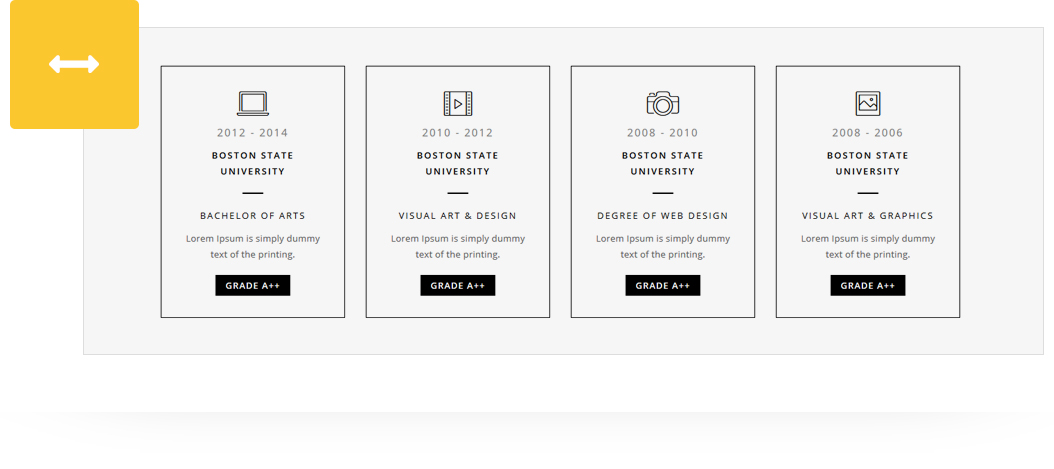 2012 - 2014
BOSTON STATE
UNIVERSITY
BACHELOR OF ARTS
Lorem Ipsum is simply dummy
text of the printing.
GRADE A++
2010 - 2012
BOSTON STATE
UNIVERSITY
VISUAL ART & DESIGN
Lorem Ipsum is simply dummy
text of the printing.
GRADE A++
2008 - 2010
BOSTON STATE
UNIVERSITY
DEGREE OF WEB DESIGN
Lorem Ipsum is simply dummy
text of the printing.
GRADE A++
2008 - 2006
BOSTON STATE
UNIVERSITY
VISUAL ART & GRAPHICS
Lorem Ipsum is simply dummy
text of the printing.
GRADE A++